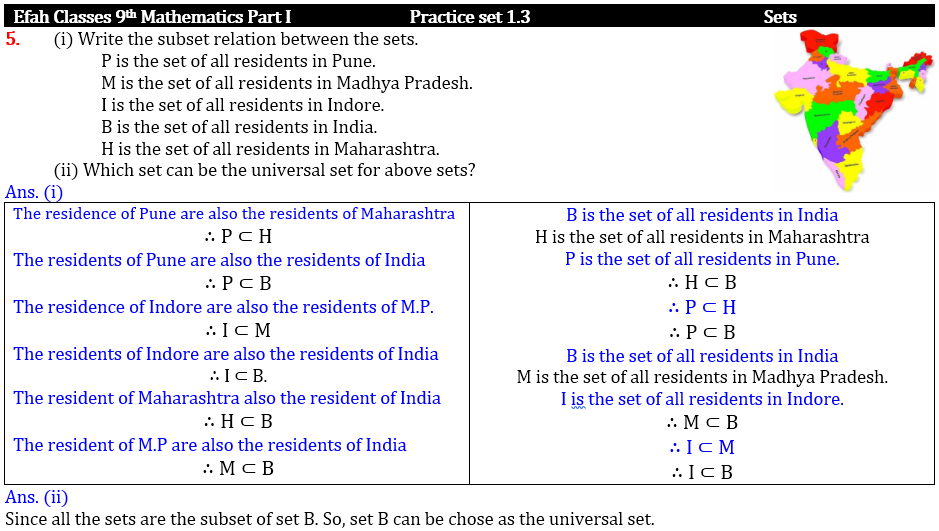 Efah Classes 9th Mathematics Part I Practice set 1.3 Sets
5. (i) Write the subset relation between the sets.
P is the set of all residents in Pune.
M is the set of all residents in Madhya Pradesh.
I is the set of all residents in Indore.
B is the set of all residents in India.
H is the set of all residents in Maharashtra.
(ii) Which set can be the universal set for above sets?
Ans. (i)
The residence of Pune are also the residents of Maharashtra
∴ P ⊂ H
The residents of Pune are also the residents of India
∴ P ⊂ B
The residence of Indore are also the residents of M.P.
∴ I ⊂ M
The residents of Indore are also the residents of India
∴ I ⊂ B.
The resident of Maharashtra also the resident of India
∴ H ⊂ B
The resident of M.P are also the residents of India
∴ M ⊂ B
B is the set of all residents in India
H is the set of all residents in Maharashtra
P is the set of all residents in Pune.
∴ H ⊂ B
∴ P ⊂ H
∴ P ⊂ B
B is the set of all residents in India
M is the set of all residents in Madhya Pradesh.
I is the set of all residents in Indore.
∴ M ⊂ B
∴ I ⊂ M
∴ I ⊂ B
Ans. (ii)
Since all the sets are the subset of set B. So, set B can be chose as the universal set.